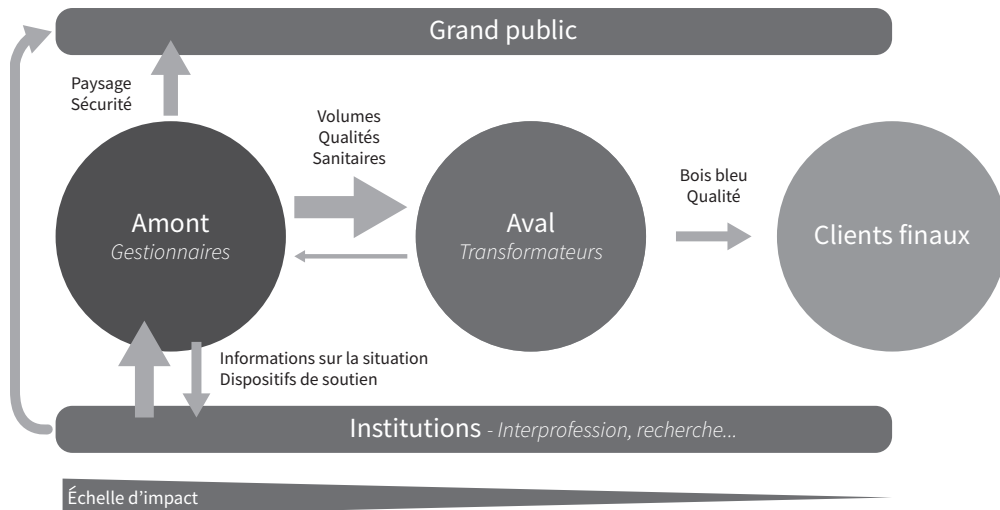 Grand public
Paysage
Sécurité
Volumes
Qualités
Sanitaires
Bois bleu
Qualité
Amont
Gestionnaires
Aval
Transformateurs
Clients finaux
Informations sur la situation
Dispositifs de soutien
Institutions - Interprofession, recherche...
Échelle d'impact